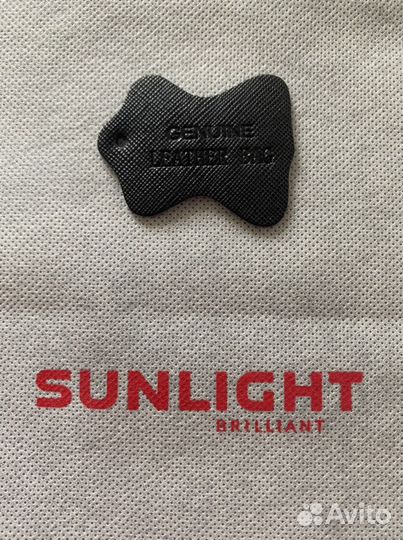 GENUINE
LEATHER BAG
SUNLIGHT
BRILLIANT
Avito